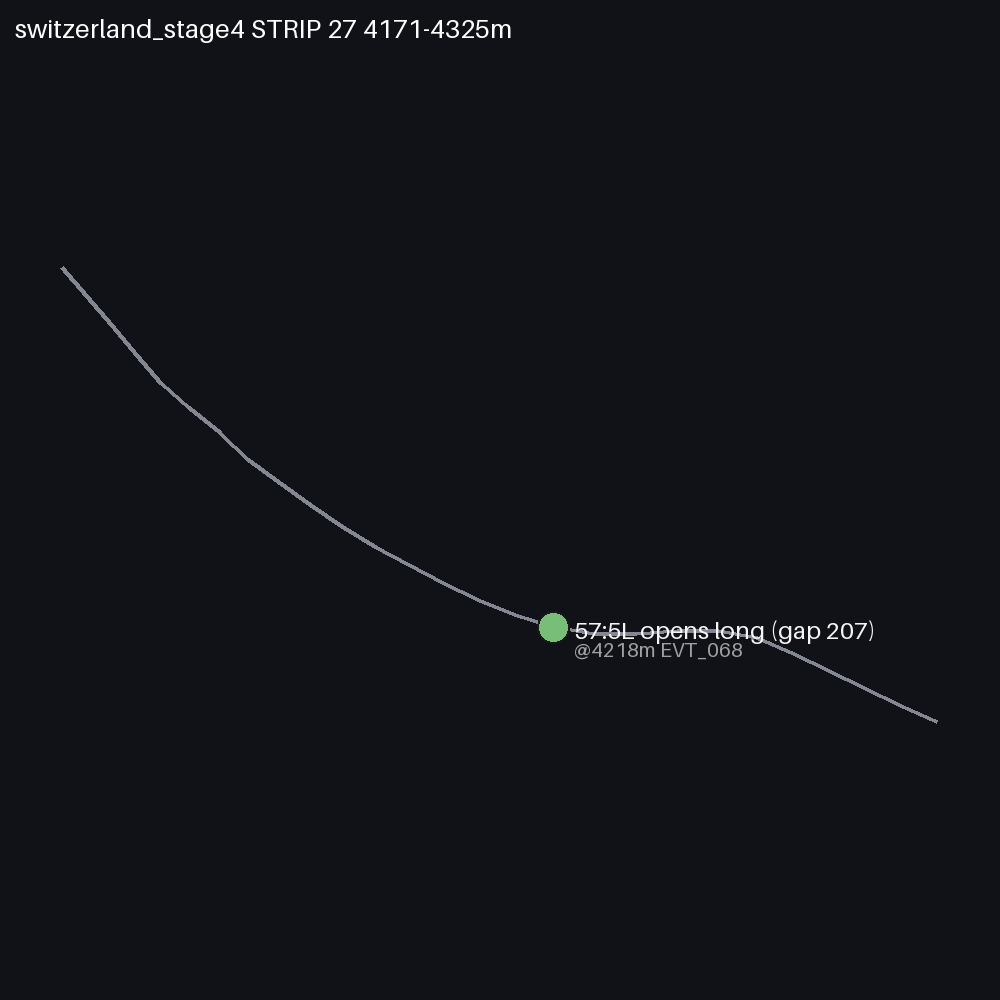 switzerland_stage4 STRIP 27 4171-4325m
57:5L opens long (gap 207)
@4218m EVT_068